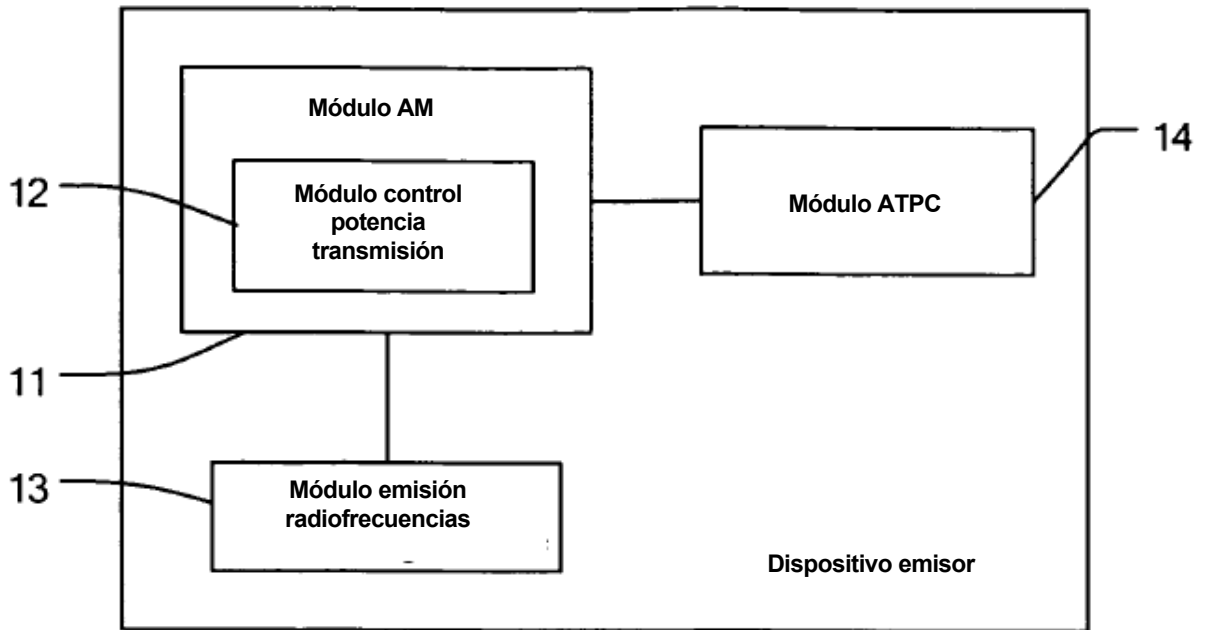 Módulo AM
14
12
Módulo control
potencia
transmisión
Módulo ATPC
11
13
Módulo emisión
radiofrecuencias
Dispositivo emisor